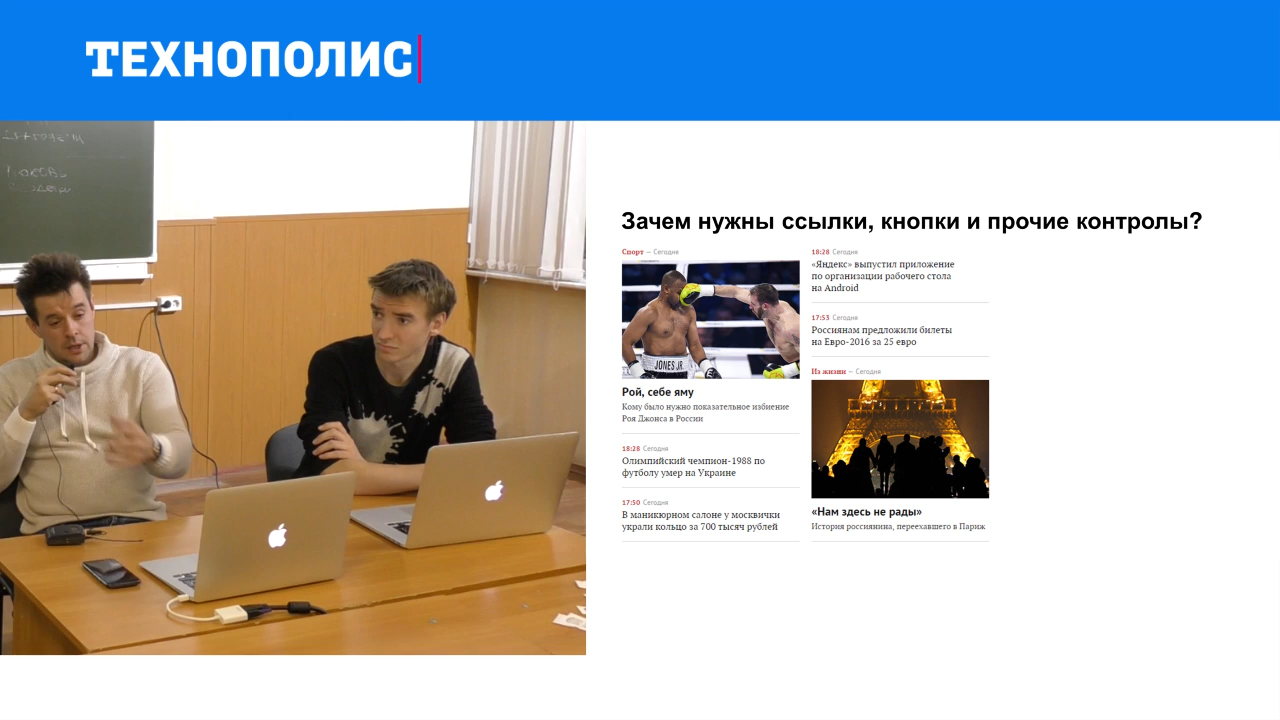 ТЕХНОПОЛИС
Зачем нужны ссылки, кнопки и прочие контролы?
Спорт — Сегодня
JONES JR.
Рой, себе яму
Кому было нужно показательное избиение
Роя Джонса в России
18:28 Сегодня
Олимпийский чемпион-1988 по
футболу умер на Украине
17:50 Сегодня
В маникюрном салоне у москвички
украли кольцо за 700 тысяч рублей
18:28 Сегодня
«Яндекс» выпустил приложение
по организации рабочего стола
на Android
17:53 Сегодня
Россиянам предложили билеты
на Евро-2016 за 25 евро
Из жизни — Сегодня
«Нам здесь не рады»
История россиянина, переехавшего в Париж